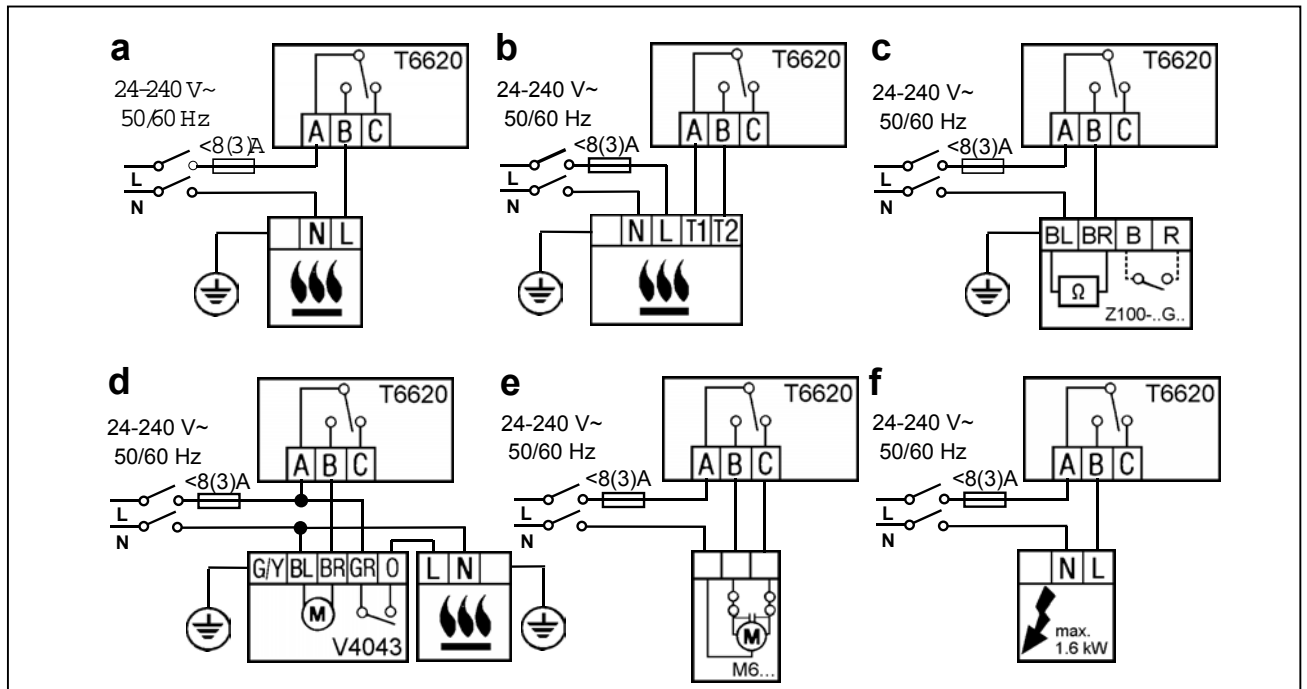 a
24-240 V~
50/60 Hz
<8(3)A
L
N
T6620
A B C
N L
b
24-240 V~
50/60 Hz
<8(3)A
L
N
T6620
A B C
N L T1 T2
c
24-240 V~
50/60 Hz
<8(3)A
L
N
T6620
A B C
BL BR B R
Ω
Z100-..G..
d
24-240 V~
50/60 Hz
<8(3)A
L
N
T6620
A B C
G/Y BL BR GR O
L N
M
V4043
e
24-240 V~
50/60 Hz
<8(3)A
L
N
T6620
A B C
M
M6...
f
24-240 V~
50/60 Hz
<8(3)A
L
N
T6620
A B C
N L
max.
1.6 kW